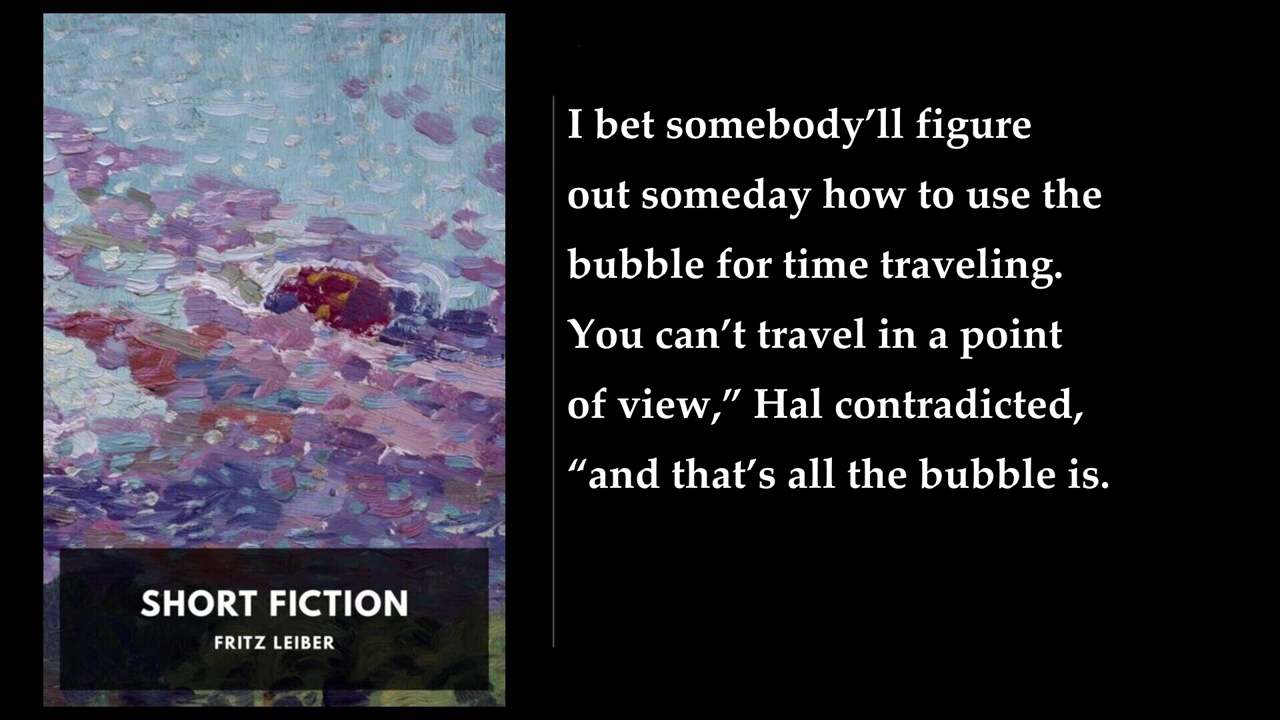 SHORT FICTION
FRITZ LEIBER
I bet somebody’ll figure
out someday how to use the
bubble for time traveling.
You can’t travel in a point
of view,” Hal contradicted,
“and that’s all the bubble is.